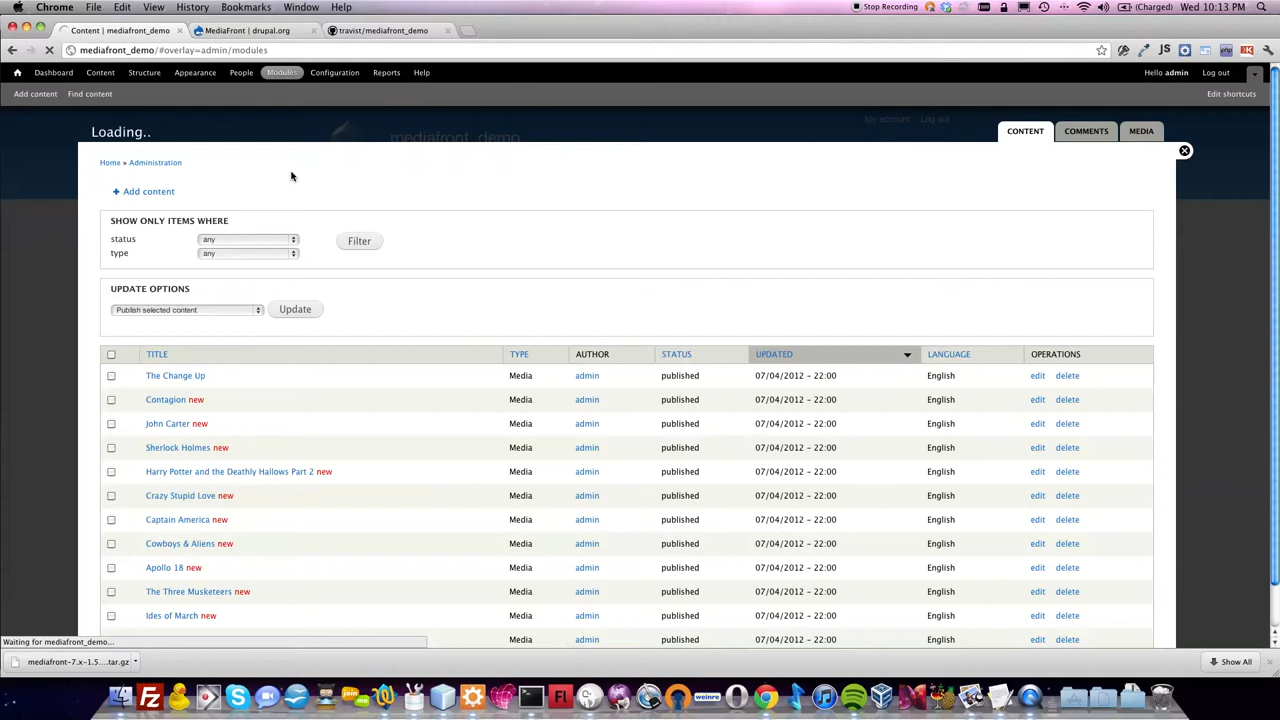 Chrome File Edit View History Bookmarks Window Help Stop Recording (Charged) Wed 10:13 PM
Content | mediafront_demo MediaFront | drupal.org travist/mediafront_demo
mediafront_demo/#overlay=admin/modules
Dashboard Content Structure Appearance People Modules Configuration Reports Help Hello admin Log out
Add content Find content Edit shortcuts
My account Log out
Loading.. mediafront_demo CONTENT COMMENTS MEDIA
Home » Administration
Add content
SHOW ONLY ITEMS WHERE
status any Filter
type any
UPDATE OPTIONS
Publish selected content Update
TITLE TYPE AUTHOR STATUS UPDATED LANGUAGE OPERATIONS
The Change Up Media admin published 07/04/2012 - 22:00 English edit delete
Contagion new Media admin published 07/04/2012 - 22:00 English edit delete
John Carter new Media admin published 07/04/2012 - 22:00 English edit delete
Sherlock Holmes new Media admin published 07/04/2012 - 22:00 English edit delete
Harry Potter and the Deathly Hallows Part 2 new Media admin published 07/04/2012 - 22:00 English edit delete
Crazy Stupid Love new Media admin published 07/04/2012 - 22:00 English edit delete
Captain America new Media admin published 07/04/2012 - 22:00 English edit delete
Cowboys & Aliens new Media admin published 07/04/2012 - 22:00 English edit delete
Apollo 18 new Media admin published 07/04/2012 - 22:00 English edit delete
The Three Musketeers new Media admin published 07/04/2012 - 22:00 English edit delete
Ides of March new Media admin published 07/04/2012 - 22:00 English edit delete
Media admin published 07/04/2012 - 22:00 English edit delete
Waiting for mediafront_demo...
mediafront-7.x-1.5....tar.gz Show All